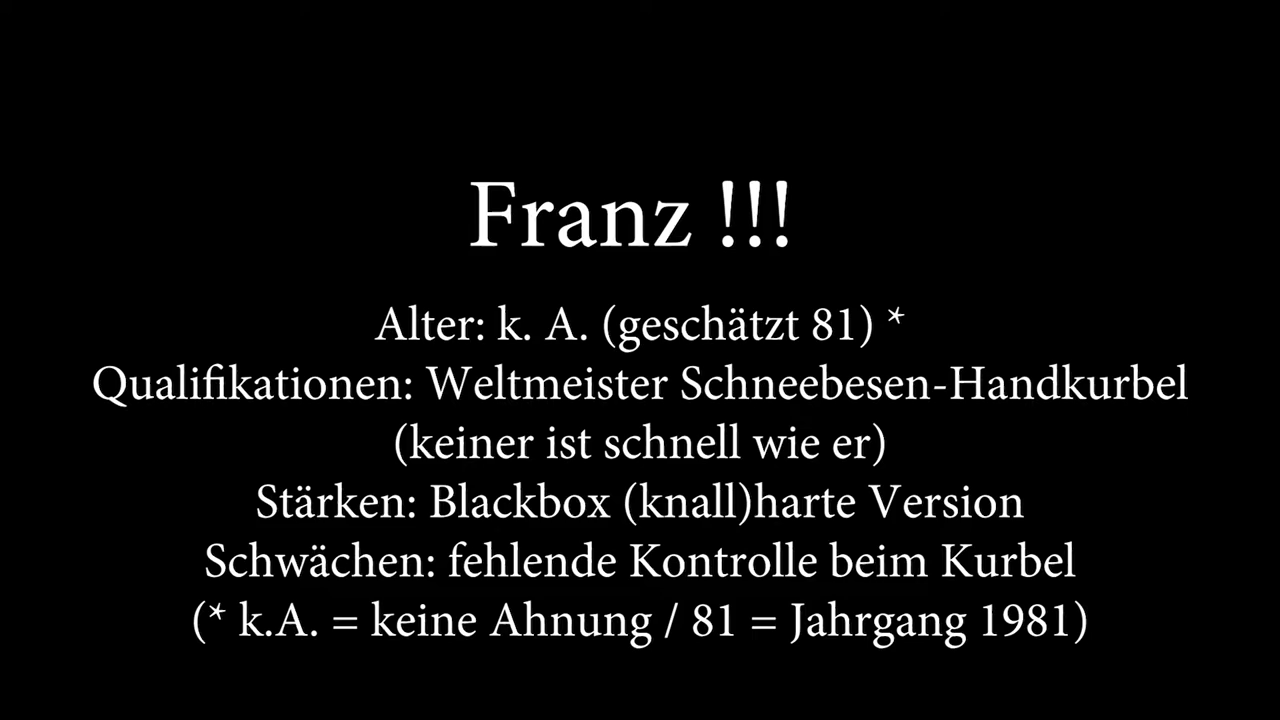 Franz !!!
Alter: k. A. (geschätzt 81) *
Qualifikationen: Weltmeister Schneebesen-Handkurbel
(keiner ist schnell wie er)
Stärken: Blackbox (knall)harte Version
Schwächen: fehlende Kontrolle beim Kurbel
(* k.A. = keine Ahnung / 81 = Jahrgang 1981)